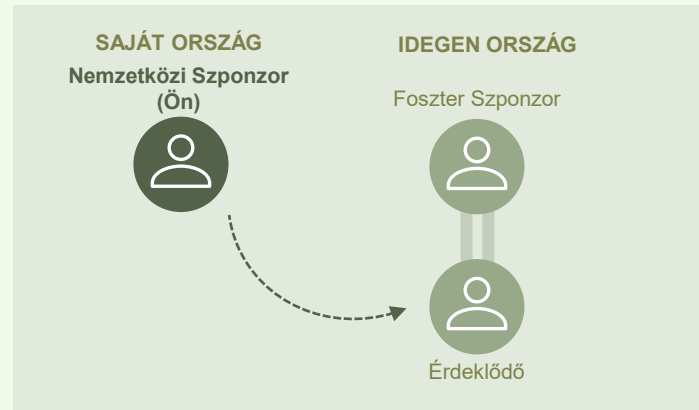 SAJÁT ORSZÁG
Nemzetközi Szponzor
(Ön)
IDEGEN ORSZÁG
Foszter Szponzor
Érdeklődő